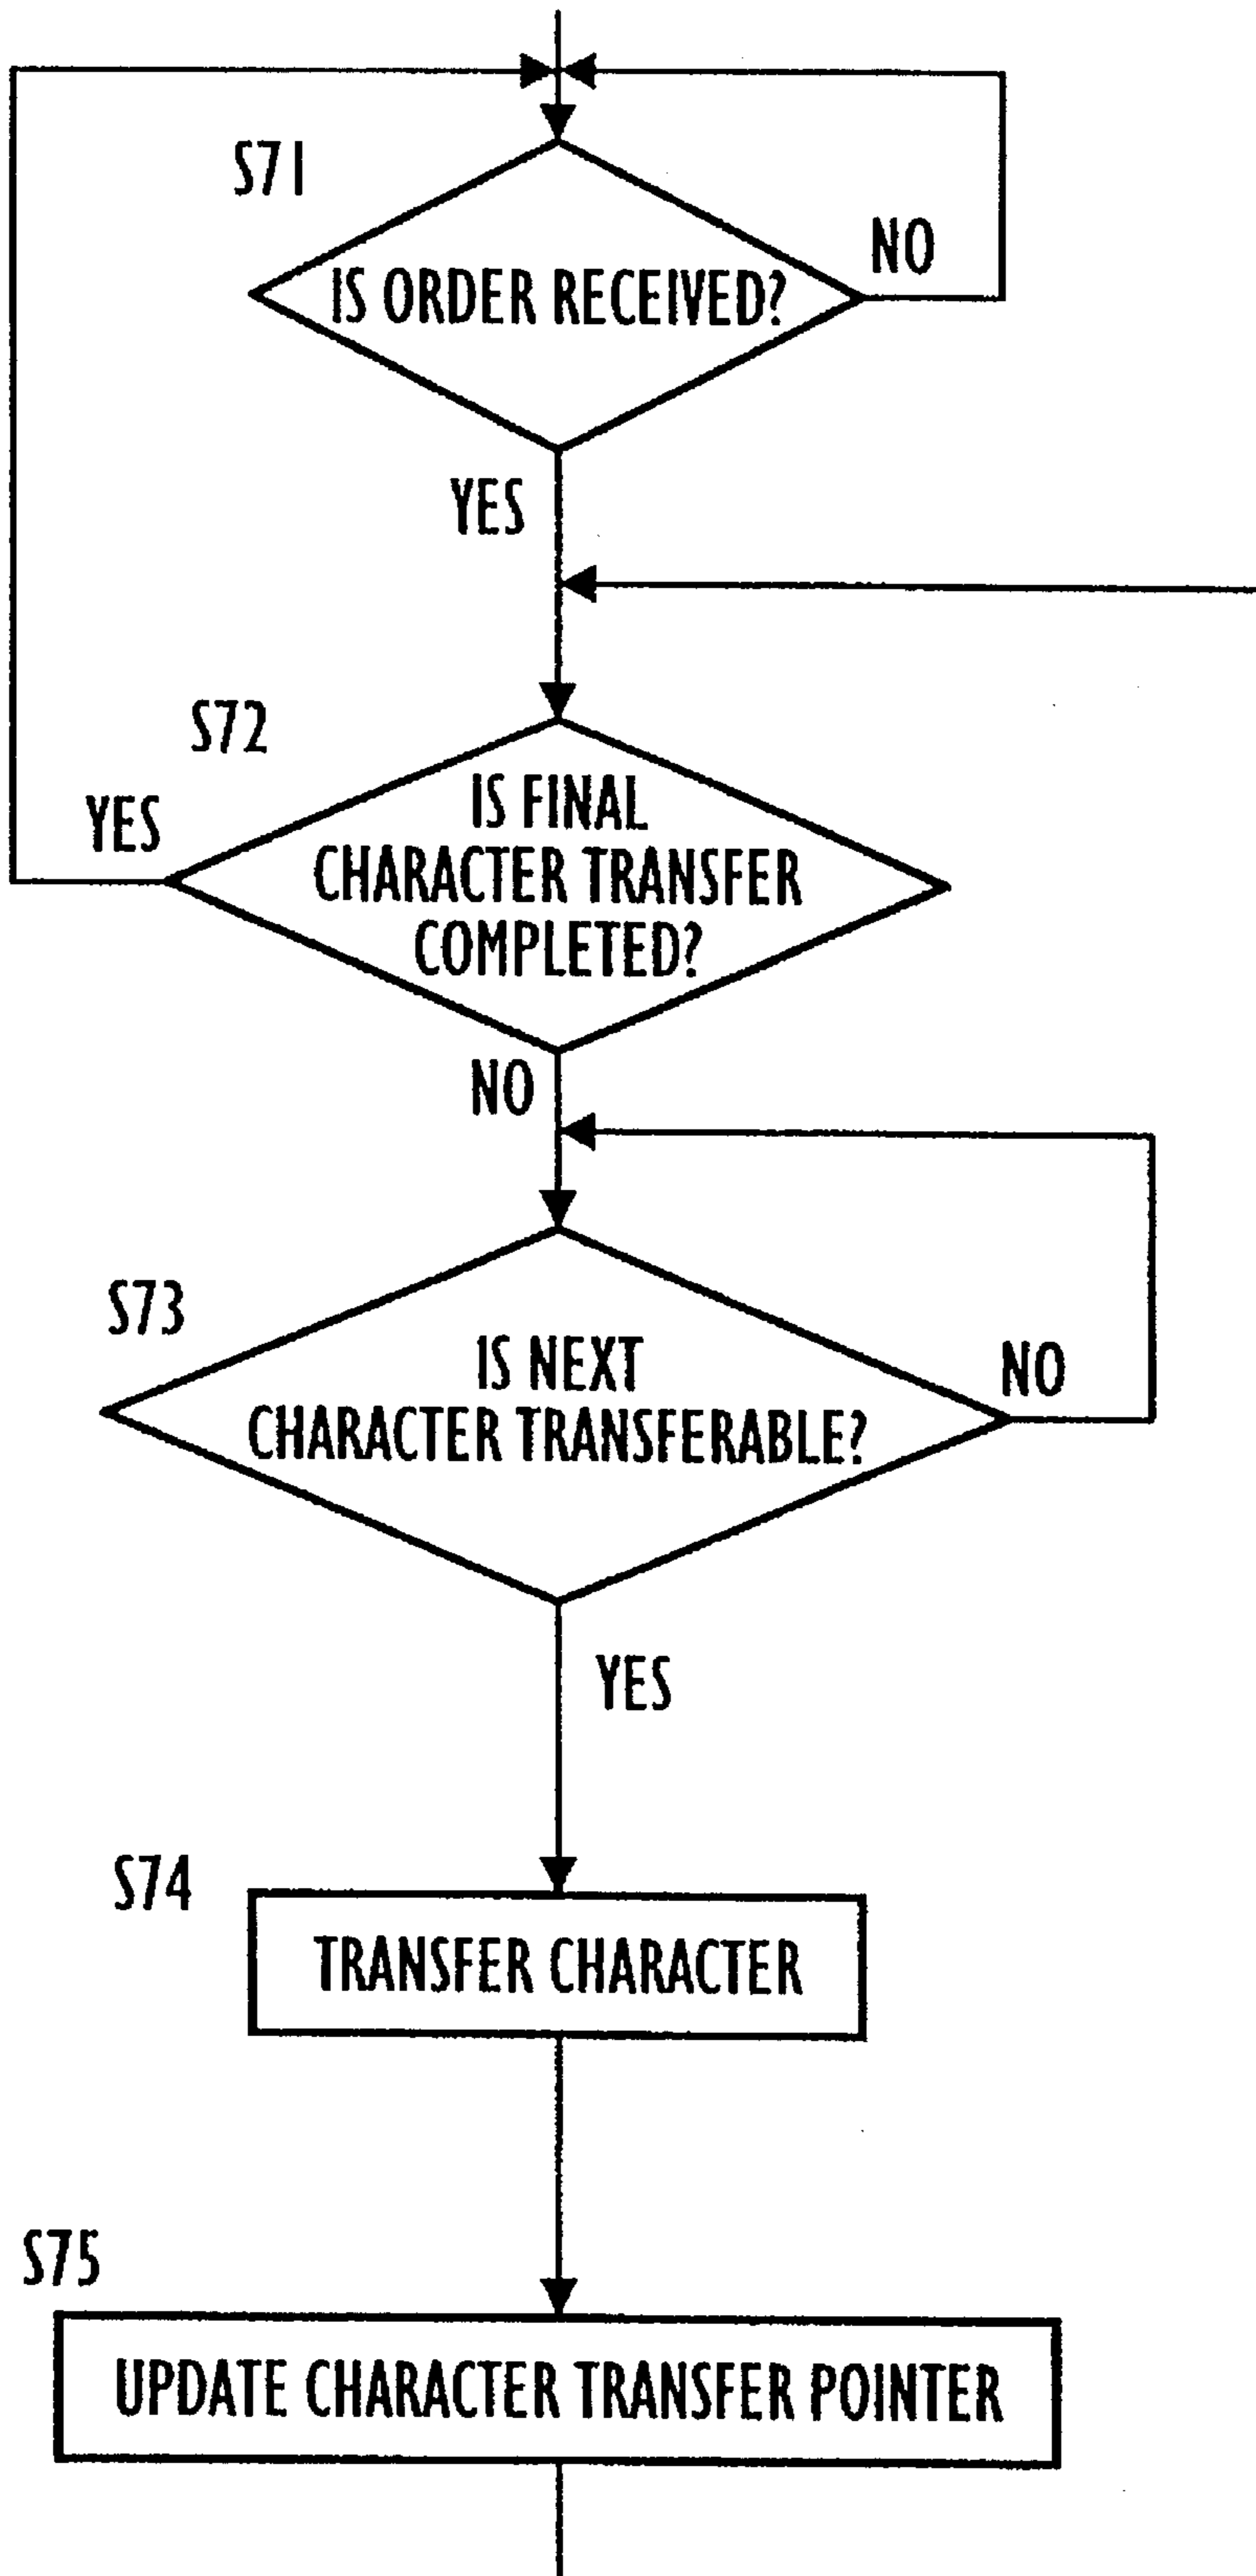 S71
IS ORDER RECEIVED?
NO
YES
S72
YES
IS FINAL
CHARACTER TRANSFER
COMPLETED?
NO
S73
IS NEXT
CHARACTER TRANSFERABLE?
NO
YES
S74
TRANSFER CHARACTER
S75
UPDATE CHARACTER TRANSFER POINTER